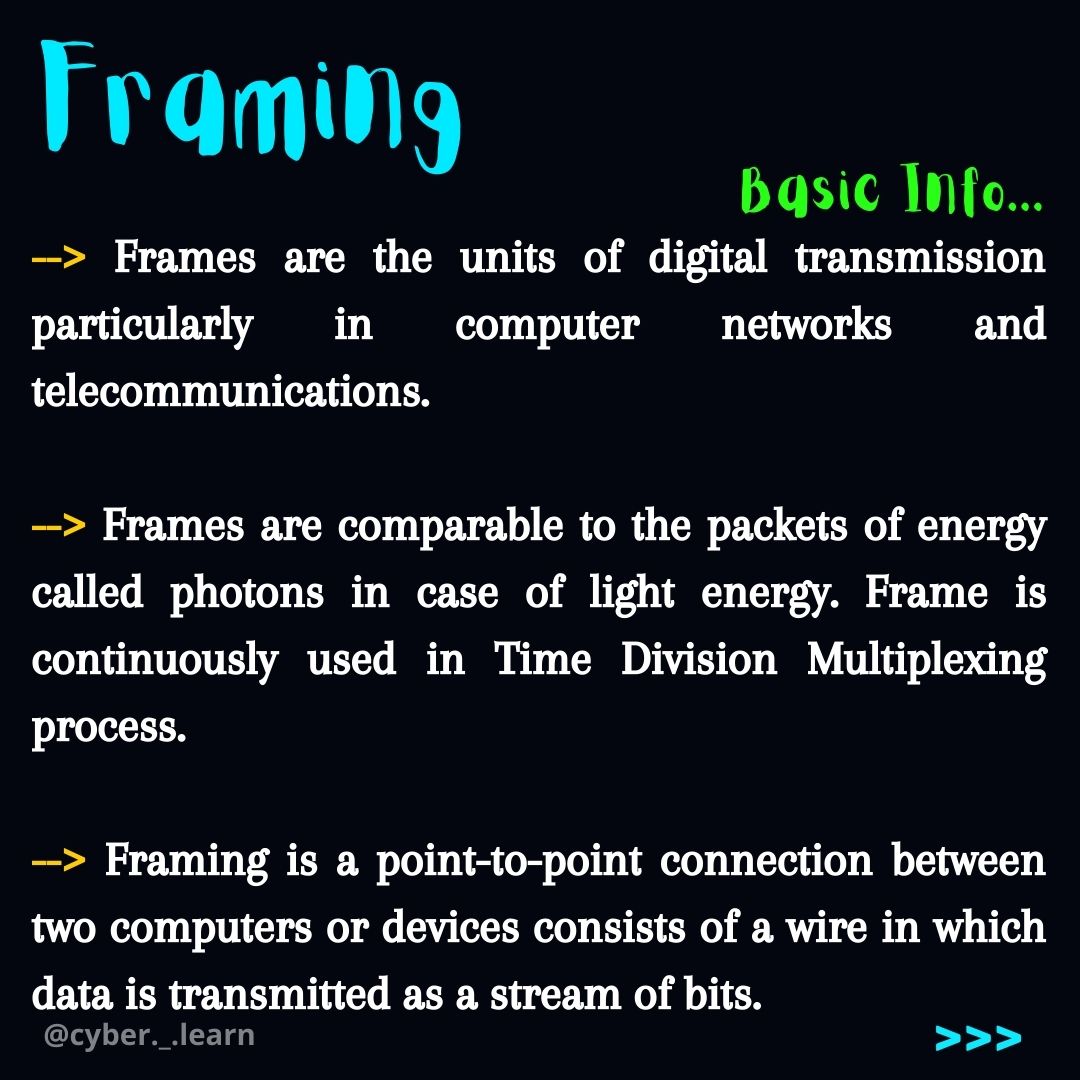 Framing
Basic Info...
--> Frames are the units of digital transmission
particularly in computer networks and
telecommunications.
--> Frames are comparable to the packets of energy
called photons in case of light energy. Frame is
continuously used in Time Division Multiplexing
process.
--> Framing is a point-to-point connection between
two computers or devices consists of a wire in which
data is transmitted as a stream of bits.
@cyber._.learn
>>>